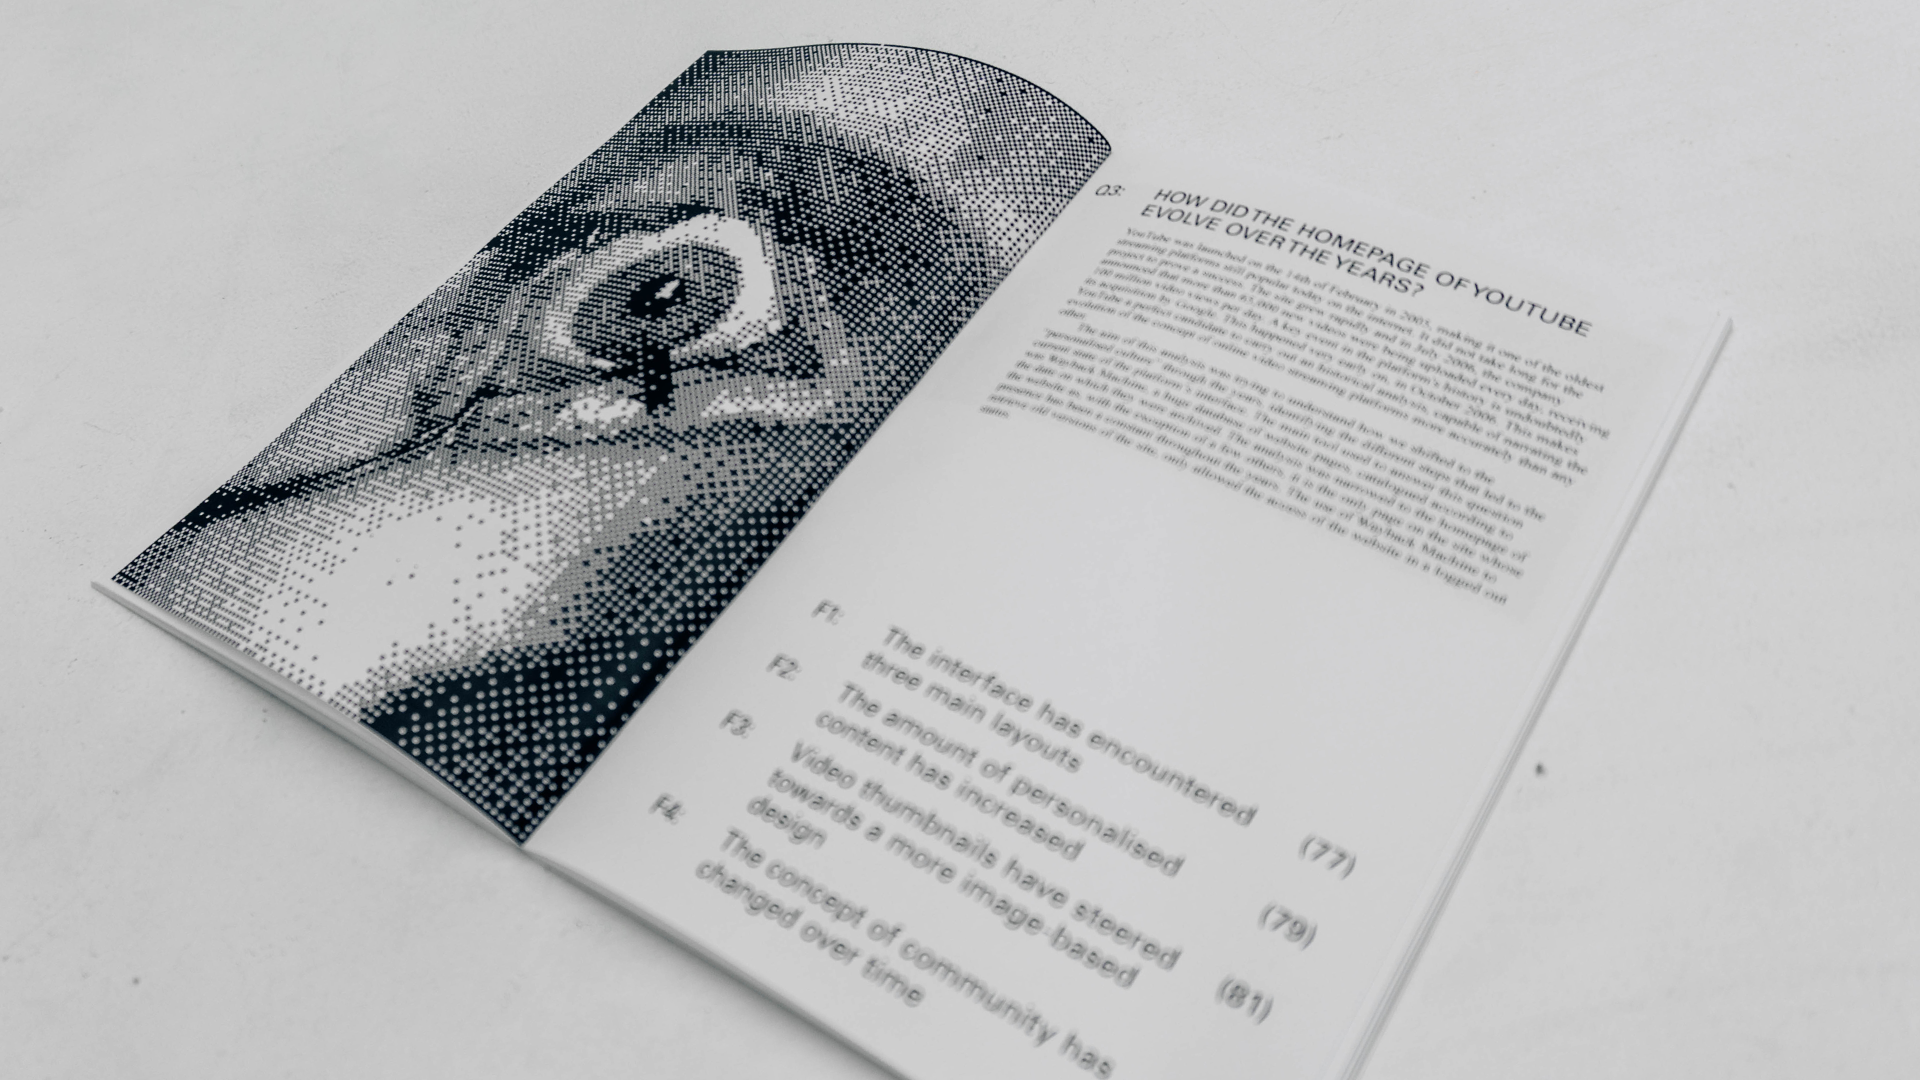 Q3:
HOW DID THE HOMEPAGE OF YOUTUBE
EVOLVE OVER THE YEARS?
YouTube was launched on the 14th of February in 2005, making it one of the oldest
streaming platforms still popular today on the internet. It did not take long for the
project to prove a success. The site grew rapidly and in July 2006, the company
announced that more than 65,000 new videos were being uploaded every day, receiving
100 million video views per day. A key event in the platform's history is undoubtedly
its acquisition by Google. This happened very early on, in October 2006. This makes
YouTube a perfect candidate to carry out an historical analysis, capable of narrating the
evolution of the concept of online video streaming platforms more accurately than any
other.
The aim of this analysis was trying to understand how we shifted to the
"personalised culture" through the years, identifying the different steps that led to the
current state of the platform's interface. The main tool used to answer this question
was Wayback Machine, a huge database of website pages, catalogued according to
the date on which they were archived. The analysis was narrowed to the homepage of
the website as, with the exception of a few others, it is the only page on the site whose
presence has been a constant throughout the years. The use of Wayback Machine to
retrieve old versions of the site, only allowed the access of the website in a logged out
status.
F1:
The interface has encountered
three main layouts
(77)
F2:
The amount of personalised
content has increased
(79)
F3:
Video thumbnails have steered
towards a more image-based
design
(81)
F4:
The concept of community has
changed over time